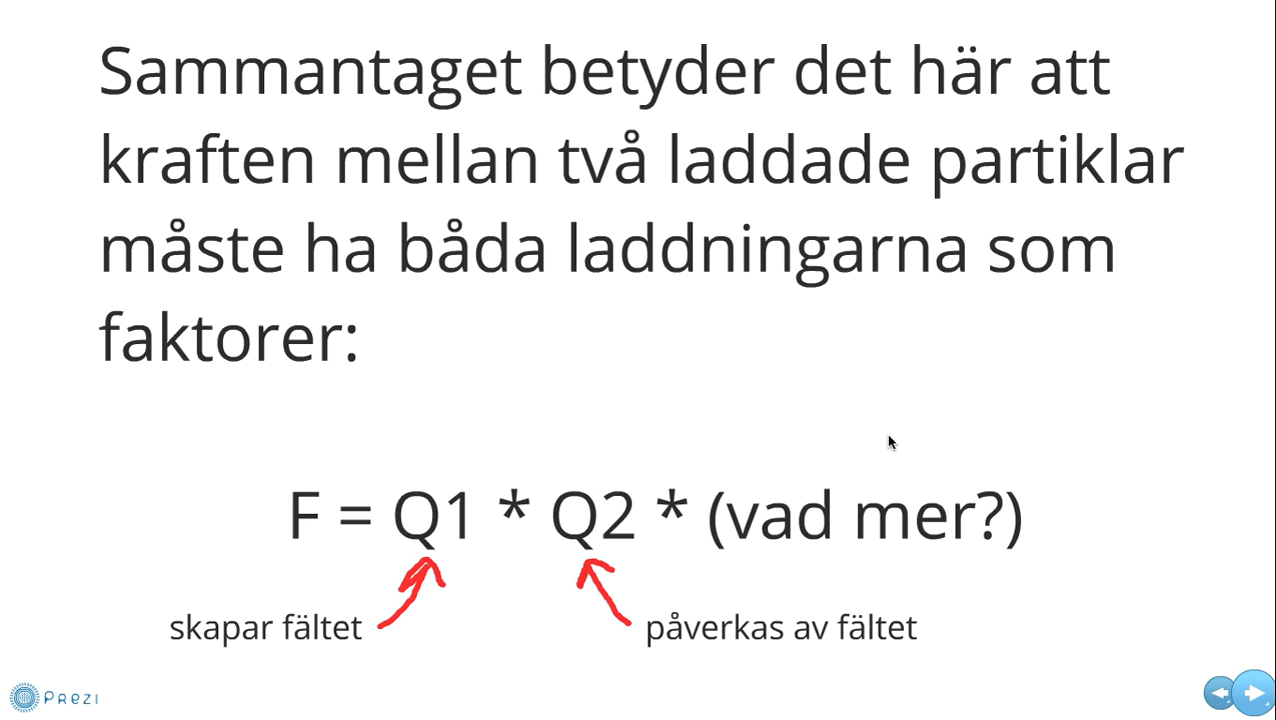 Sammantaget betyder det här att
kraften mellan två laddade partiklar
måste ha båda laddningarna som
faktorer:
F = Q1 * Q2 * (vad mer?)
skapar fältet
påverkas av fältet
PREZI